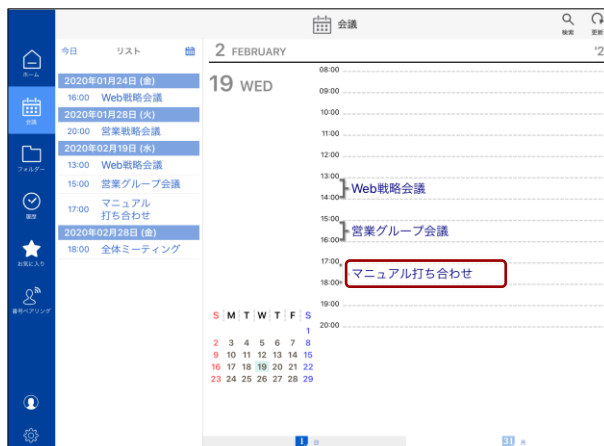 会議
検索
更新
ホーム
会議
フォルダー
履歴
お気に入り
番号ペアリング
今日 リスト
2020年01月24日 (金)
16:00 Web戦略会議
2020年01月28日 (火)
20:00 営業戦略会議
2020年02月19日 (水)
13:00 Web戦略会議
15:00 営業グループ会議
17:00 マニュアル
打ち合わせ
2020年02月28日 (金)
18:00 全体ミーティング
2 FEBRUARY '2
19 WED
08:00
09:00
10:00
11:00
12:00
13:00
Web戦略会議
14:00
15:00
営業グループ会議
16:00
17:00
マニュアル打ち合わせ
18:00
19:00
20:00
S M T W T F S
1
2 3 4 5 6 7 8
9 10 11 12 13 14 15
16 17 18 19 20 21 22
23 24 25 26 27 28 29
1 日
31 月